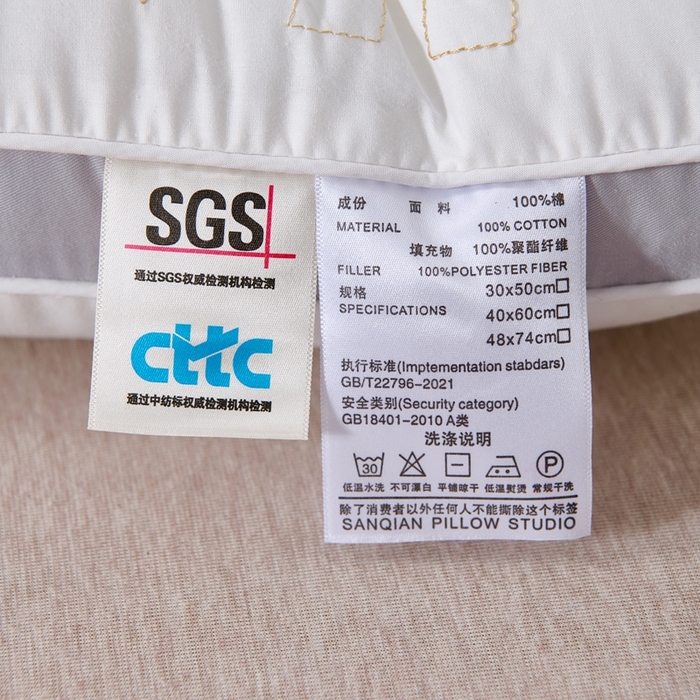 SGS
通过SGS权威检测机构检测
cttc
通过中纺标权威检测机构检测
成份 面料 100%棉
MATERIAL 100% COTTON
填充物 100%聚酯纤维
FILLER 100%POLYESTER FIBER
规格 30x50cm□
SPECIFICATIONS 40x60cm□
48x74cm□
执行标准(Imptementation stabdars)
GB/T22796-2021
安全类别(Security category)
GB18401-2010 A类
洗涤说明
30 P
低温水洗 不可漂白 平铺晾干 低温熨烫 常规干洗
除了消费者以外任何人不能撕除这个标签
SANQIAN PILLOW STUDIO